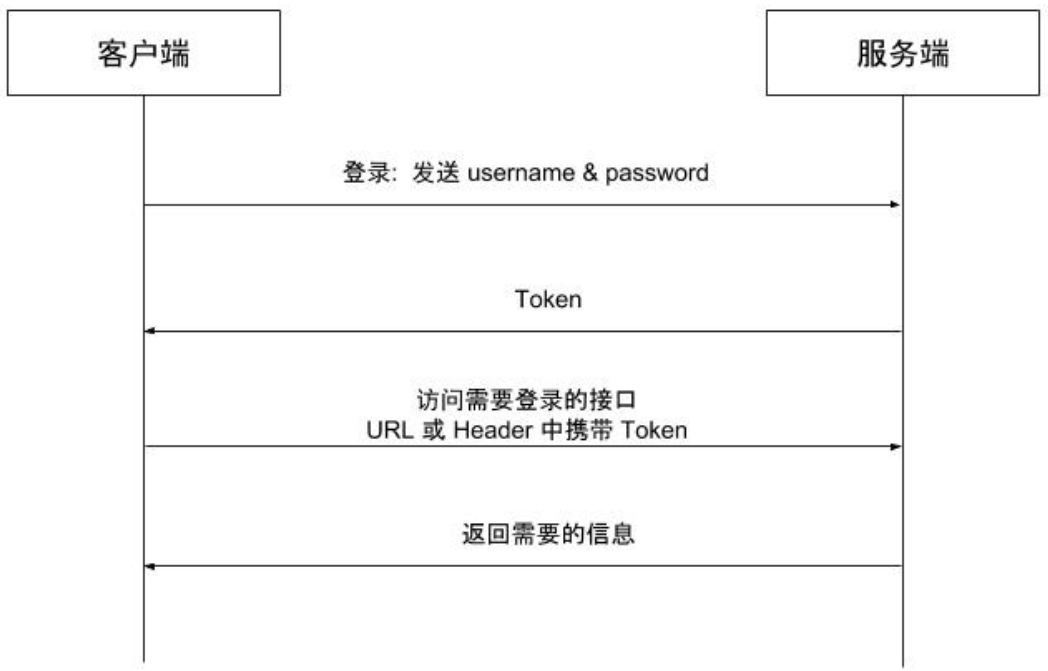 客户端
服务端
登录: 发送 username & password
Token
访问需要登录的接口
URL 或 Header 中携带 Token
返回需要的信息